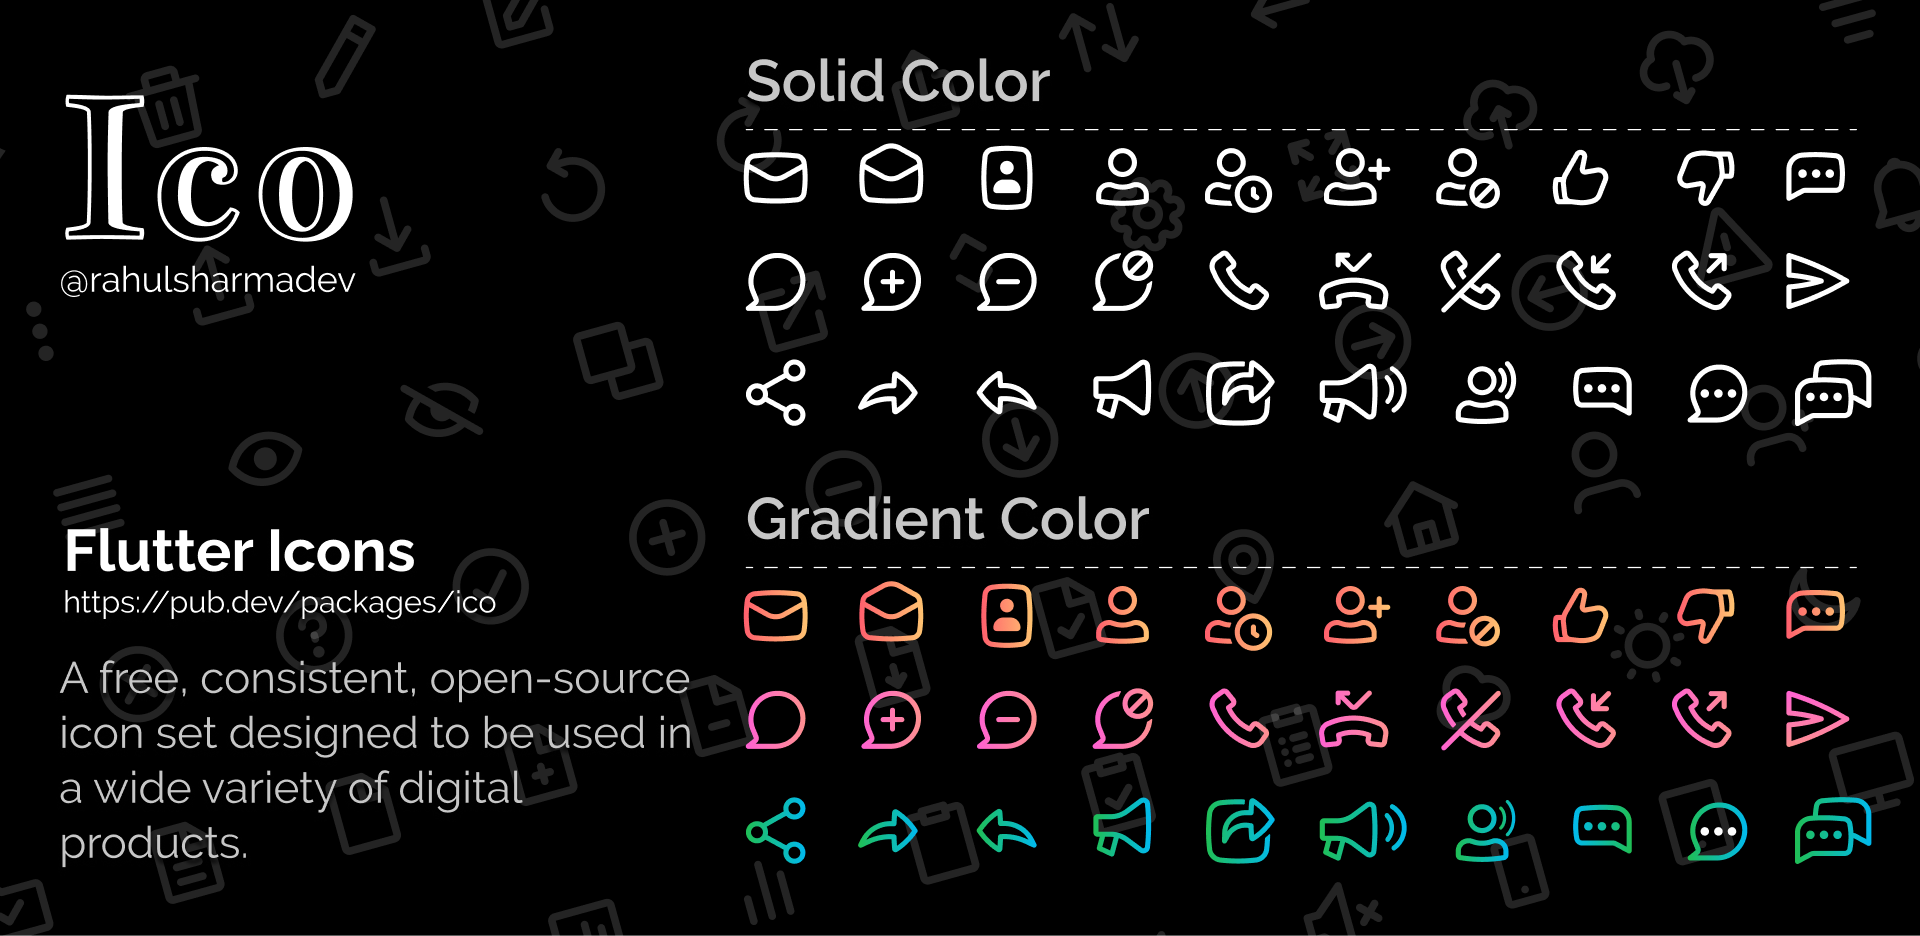 Ico
@rahulsharmadev
Flutter Icons
https://pub.dev/packages/ico
A free, consistent, open-source
icon set designed to be used in
a wide variety of digital
products.
Solid Color
Gradient Color